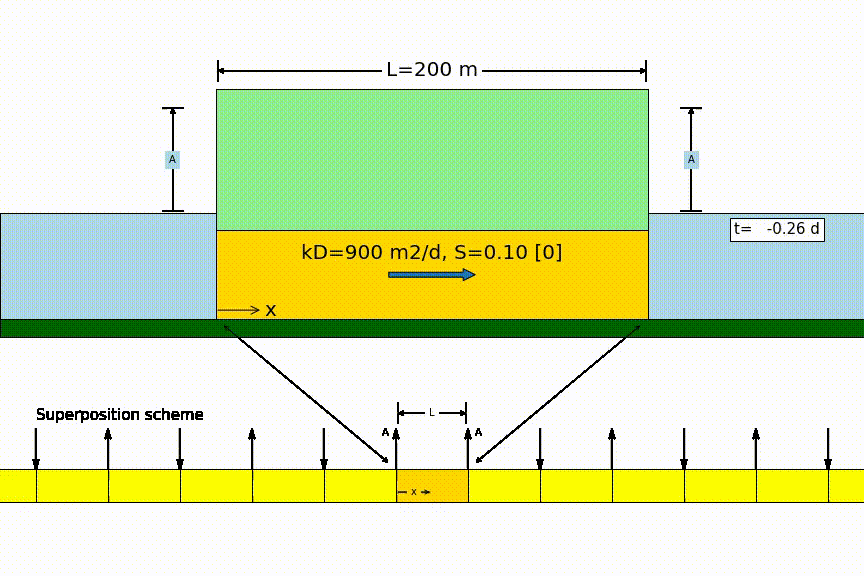 L=200 m
A
A
t= -0.26 d
kD=900 m2/d, S=0.10 [0]
x
L
Superposition scheme
A
A
x